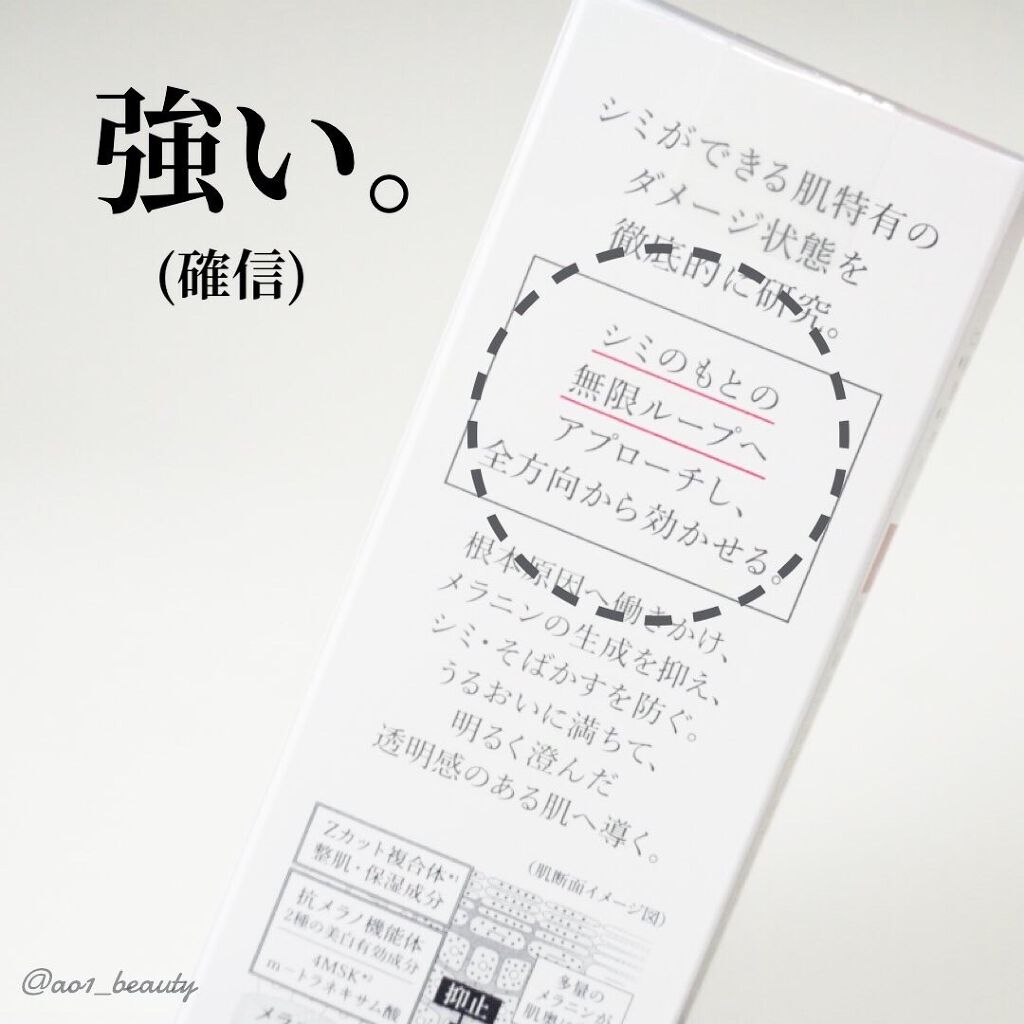 強い。
(確信)
シミができる肌特有の
ダメージ状態を
徹底的に研究。
シミのもとの
無限ループへ
アプローチし、
全方向から効かせる。
根本原因へ働きかけ、
メラニンの生成を抑え、
シミ・そばかすを防ぐ。
うるおいに満ちて、
明るく澄んだ
透明感のある肌へ導く。
(肌断面イメージ図)
Zカット複合体*¹
整肌・保湿成分
抗メラノ機能体
2種の美白有効成分
4MSK*²
m-トラネキサム酸
抑止
多量の
メラニンが
@ao1_beauty